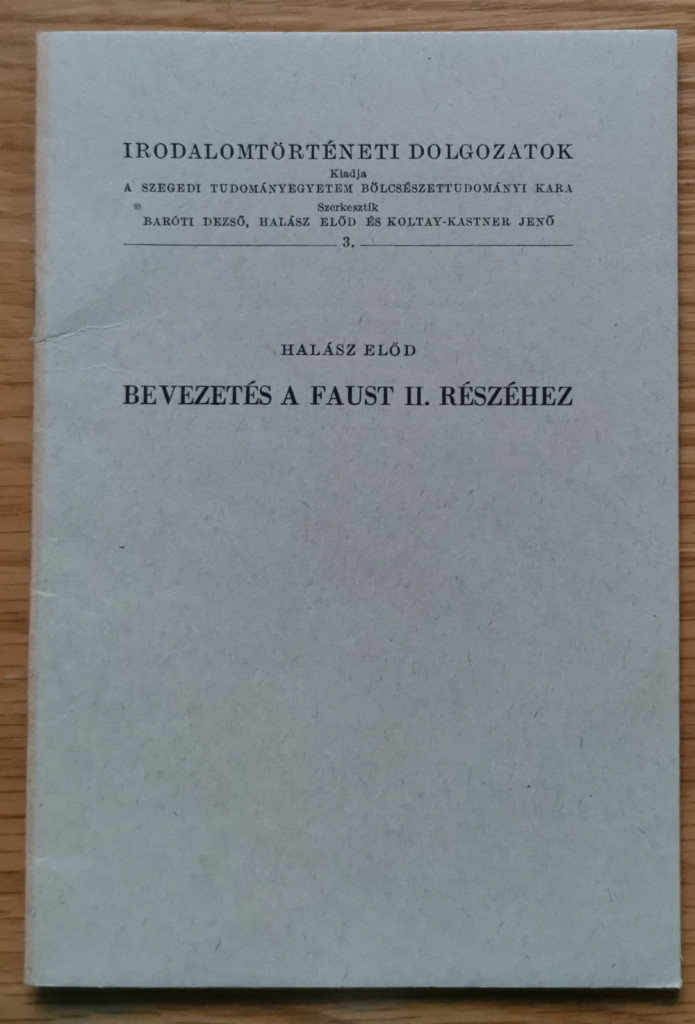 IRODALOMTÖRTÉNETI DOLGOZATOK
Kiadja
A SZEGEDI TUDOMÁNYEGYETEM BÖLCSÉSZETTUDOMÁNYI KARA
Szerkesztik
BARÓTI DEZSŐ, HALÁSZ ELŐD ÉS KOLTAY-KASTNER JENŐ
3.
HALÁSZ ELŐD
BEVEZETÉS A FAUST II. RÉSZÉHEZ